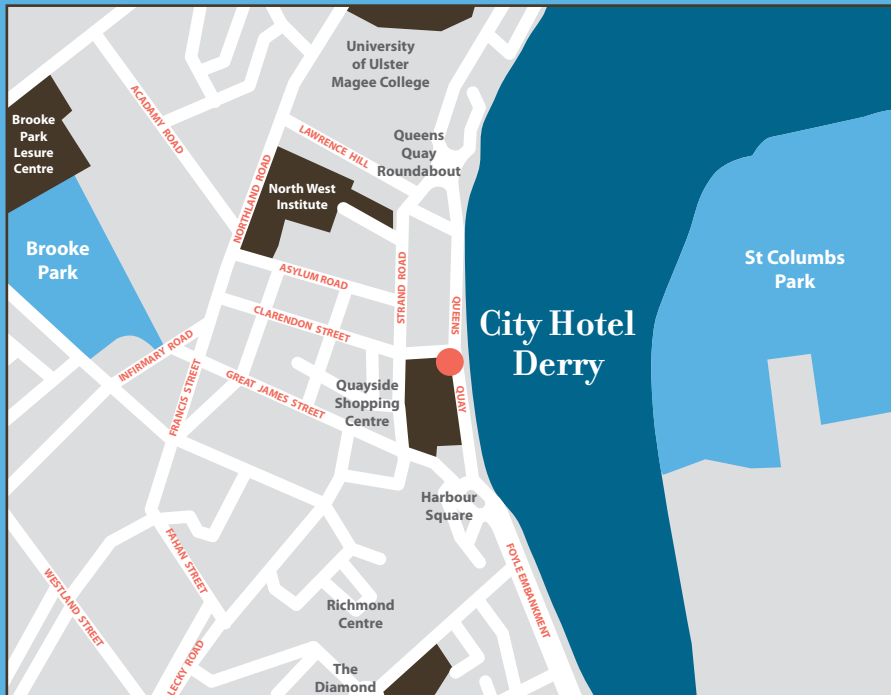 University
of Ulster
Magee College
ACADAMY ROAD
Brooke
Park
Lesure
Centre
LAWRENCE HILL
Queens
Quay
Roundabout
NORTHLAND ROAD
North West
Institute
Brooke
Park
ASYLUM ROAD
STRAND ROAD
St Columbs
Park
CLARENDON STREET
QUEENS
City Hotel
Derry
INFIRMARY ROAD
FRANCIS STREET
GREAT JAMES STREET
Quayside
Shopping
Centre
QUAY
Harbour
Square
FAHAN STREET
FOYLE EMBANKMENT
WESTLAND STREET
Richmond
Centre
LECKY ROAD
The
Diamond